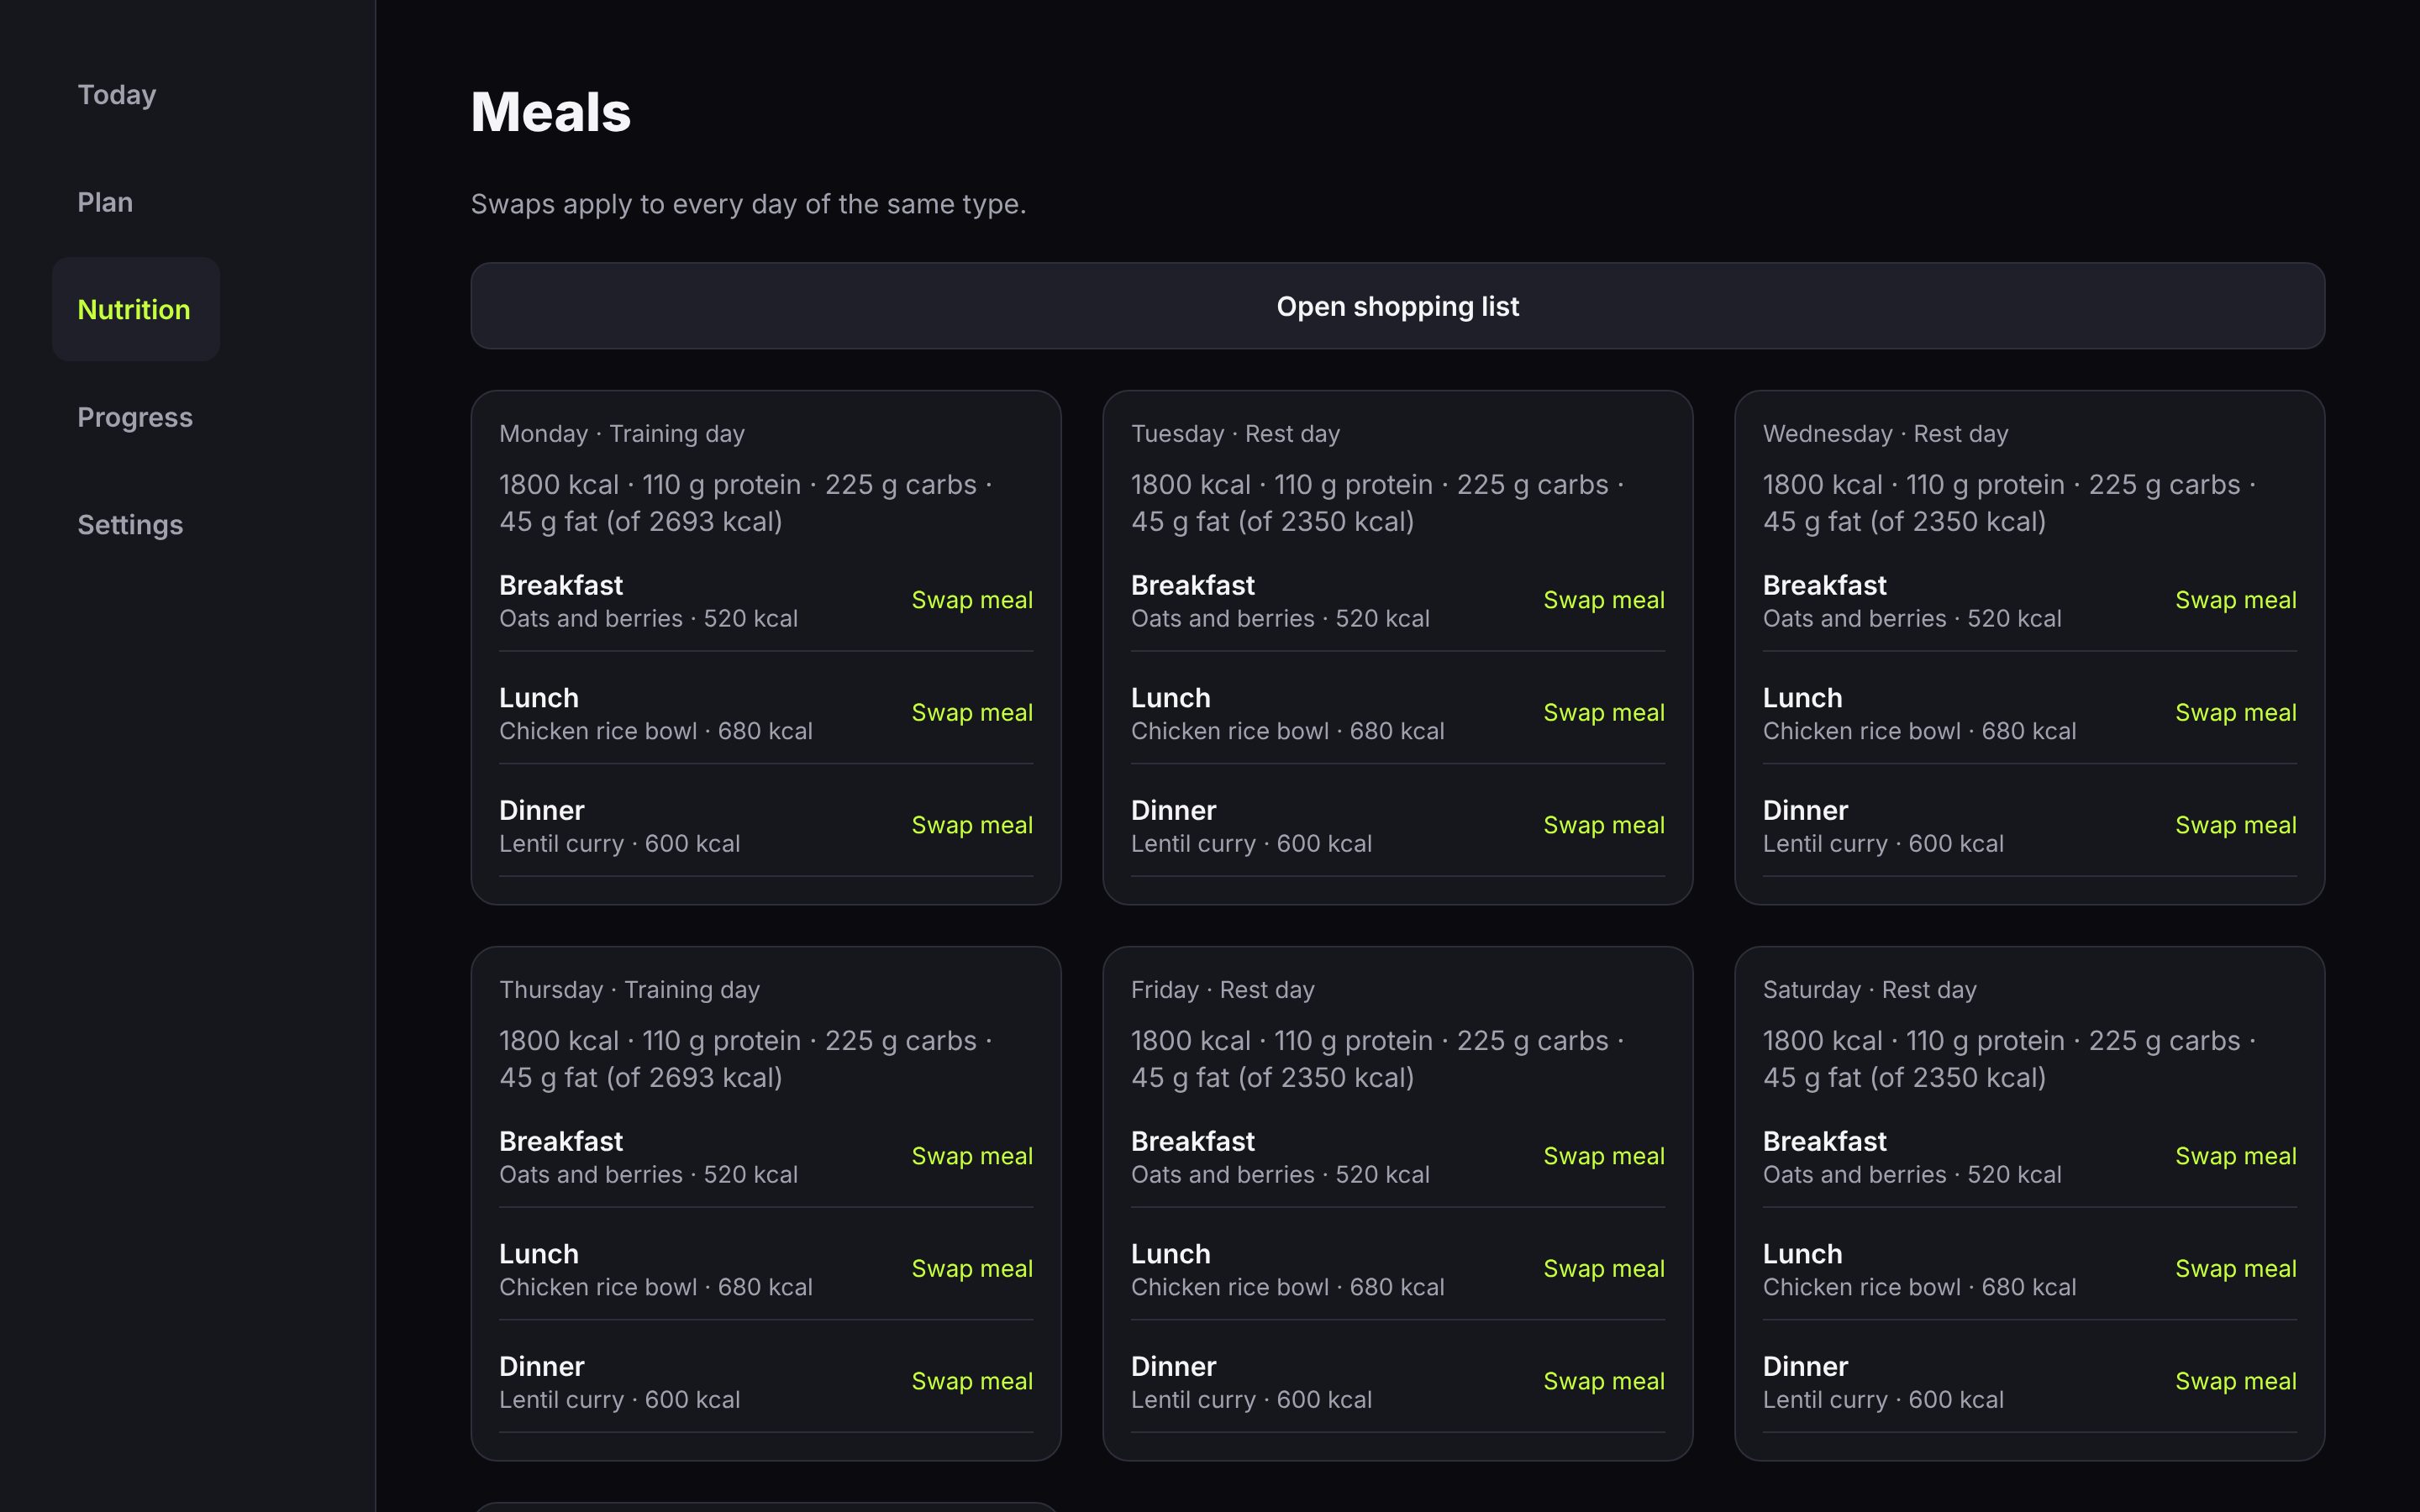 Today
Plan
Nutrition
Progress
Settings
Meals
Swaps apply to every day of the same type.
Open shopping list
Monday · Training day
1800 kcal · 110 g protein · 225 g carbs ·
45 g fat (of 2693 kcal)
Breakfast
Oats and berries · 520 kcal
Swap meal
Lunch
Chicken rice bowl · 680 kcal
Swap meal
Dinner
Lentil curry · 600 kcal
Swap meal
Tuesday · Rest day
1800 kcal · 110 g protein · 225 g carbs ·
45 g fat (of 2350 kcal)
Breakfast
Oats and berries · 520 kcal
Swap meal
Lunch
Chicken rice bowl · 680 kcal
Swap meal
Dinner
Lentil curry · 600 kcal
Swap meal
Wednesday · Rest day
1800 kcal · 110 g protein · 225 g carbs ·
45 g fat (of 2350 kcal)
Breakfast
Oats and berries · 520 kcal
Swap meal
Lunch
Chicken rice bowl · 680 kcal
Swap meal
Dinner
Lentil curry · 600 kcal
Swap meal
Thursday · Training day
1800 kcal · 110 g protein · 225 g carbs ·
45 g fat (of 2693 kcal)
Breakfast
Oats and berries · 520 kcal
Swap meal
Lunch
Chicken rice bowl · 680 kcal
Swap meal
Dinner
Lentil curry · 600 kcal
Swap meal
Friday · Rest day
1800 kcal · 110 g protein · 225 g carbs ·
45 g fat (of 2350 kcal)
Breakfast
Oats and berries · 520 kcal
Swap meal
Lunch
Chicken rice bowl · 680 kcal
Swap meal
Dinner
Lentil curry · 600 kcal
Swap meal
Saturday · Rest day
1800 kcal · 110 g protein · 225 g carbs ·
45 g fat (of 2350 kcal)
Breakfast
Oats and berries · 520 kcal
Swap meal
Lunch
Chicken rice bowl · 680 kcal
Swap meal
Dinner
Lentil curry · 600 kcal
Swap meal